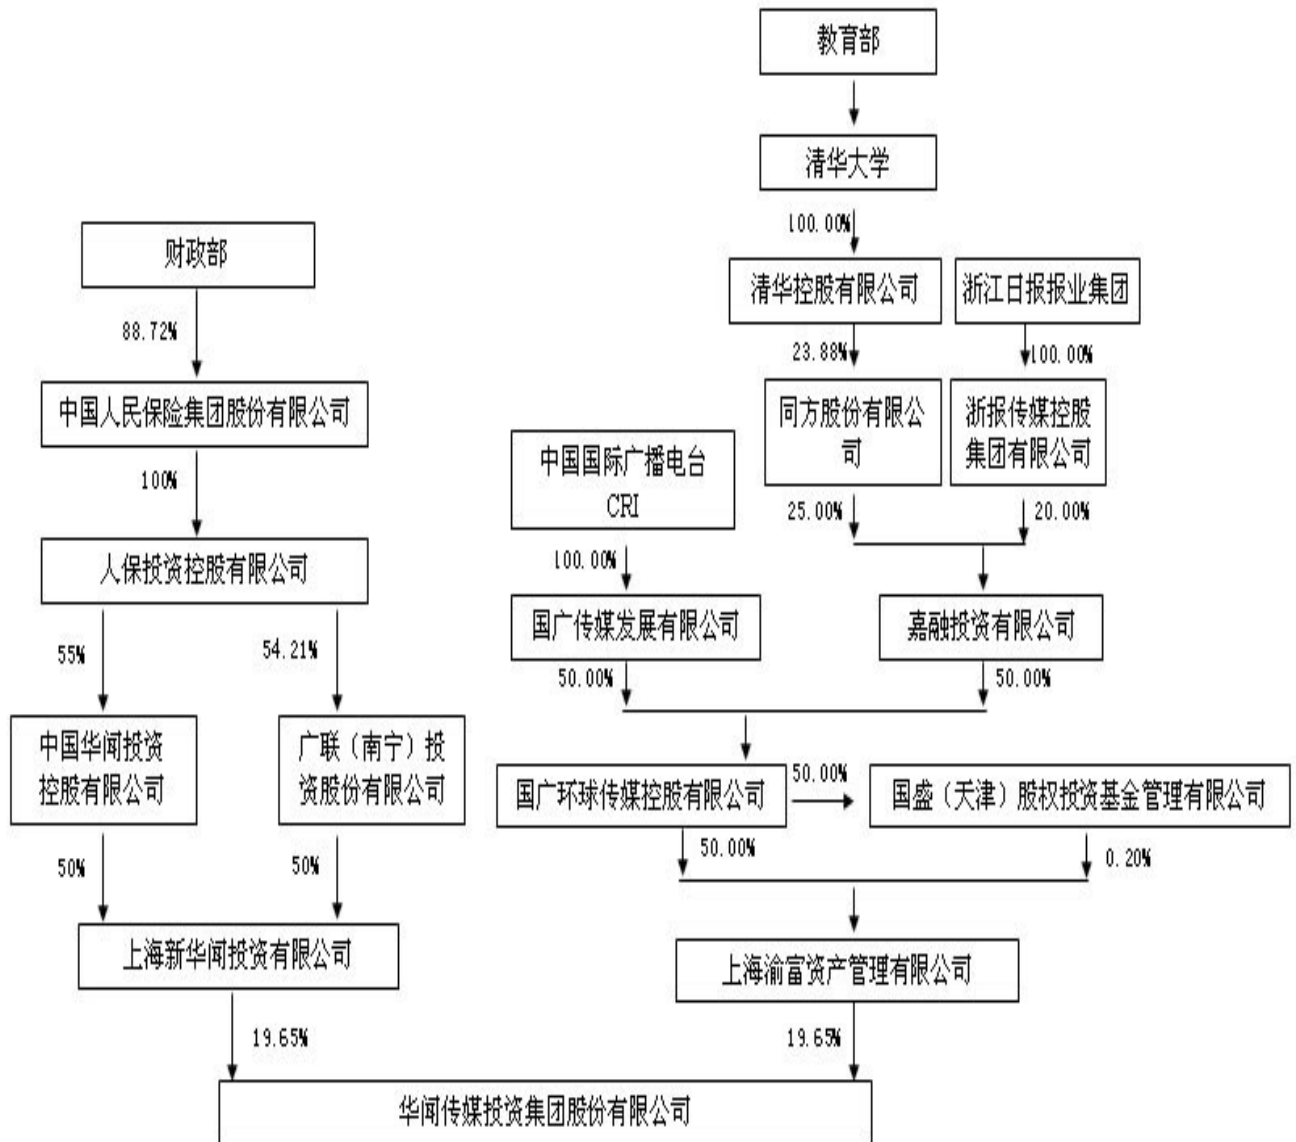 教育部
清华大学
100.00%
财政部
清华控股有限公司
浙江日报报业集团
88.72%
23.88%
100.00%
中国人民保险集团股份有限公司
同方股份有限公
司
浙报传媒控股
集团有限公司
中国国际广播电台
CRI
100%
25.00%
20.00%
人保投资控股有限公司
100.00%
国广传媒发展有限公司
嘉融投资有限公司
55%
54.21%
50.00%
50.00%
中国华闻投资
控股有限公司
广联（南宁）投
资股份有限公司
国广环球传媒控股有限公司
50.00%
国盛（天津）股权投资基金管理有限公司
50%
50%
50.00%
0.20%
上海新华闻投资有限公司
上海渝富资产管理有限公司
19.65%
19.65%
华闻传媒投资集团股份有限公司